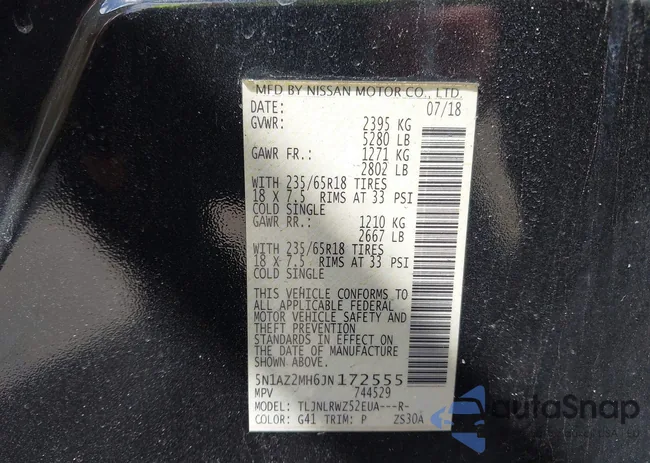 MFD BY NISSAN MOTOR CO., LTD.
DATE: 07/18
GVWR: 2395 KG
5280 LB
GAWR FR.: 1271 KG
2802 LB
WITH 235/65R18 TIRES
18 X 7.5 RIMS AT 33 PSI
COLD SINGLE
GAWR RR.: 1210 KG
2667 LB
WITH 235/65R18 TIRES
18 X 7.5 RIMS AT 33 PSI
COLD SINGLE
THIS VEHICLE CONFORMS TO
ALL APPLICABLE FEDERAL
MOTOR VEHICLE SAFETY AND
THEFT PREVENTION
STANDARDS IN EFFECT ON
THE DATE OF MANUFACTURE
SHOWN ABOVE.
5N1AZ2MH6JN172555
MPV 744529
MODEL: TLJNLRWZ52EUA---R-
COLOR: G41 TRIM: P ZS30A
autoSnap